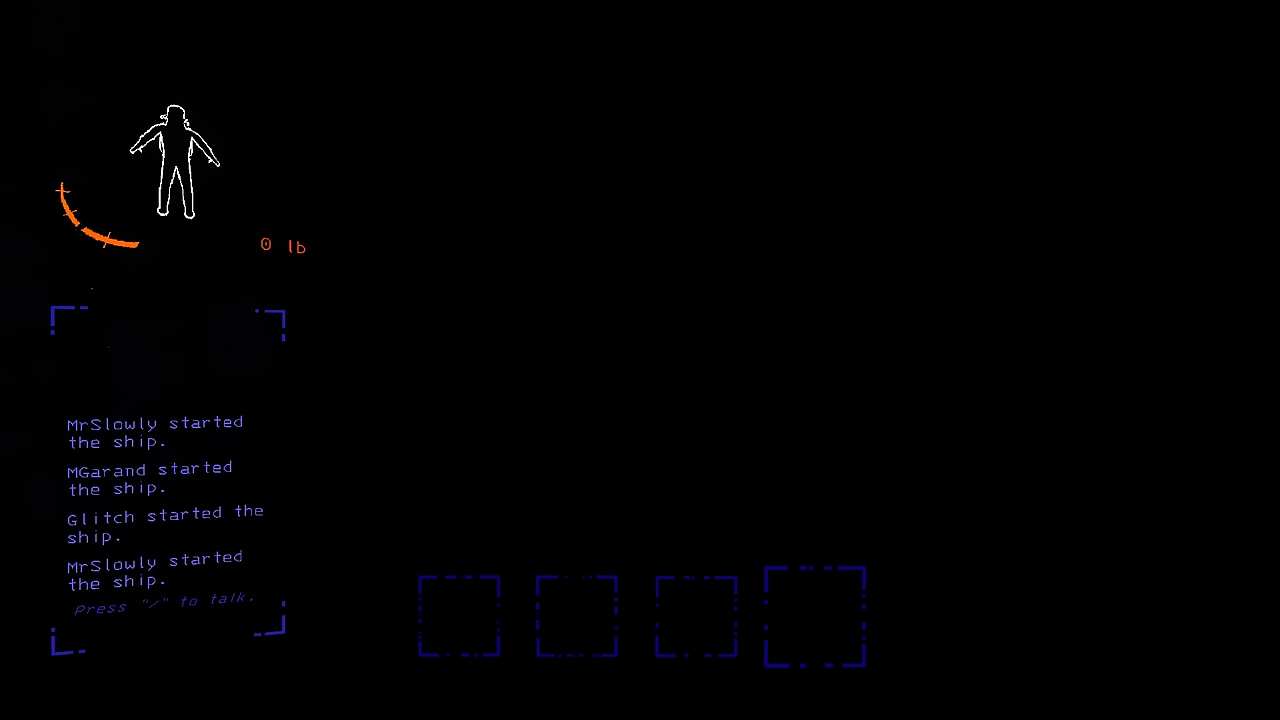 0 lb
MrSlowly started
the ship.
MGarand started
the ship.
Glitch started the
ship.
MrSlowly started
the ship.
Press "/" to talk.